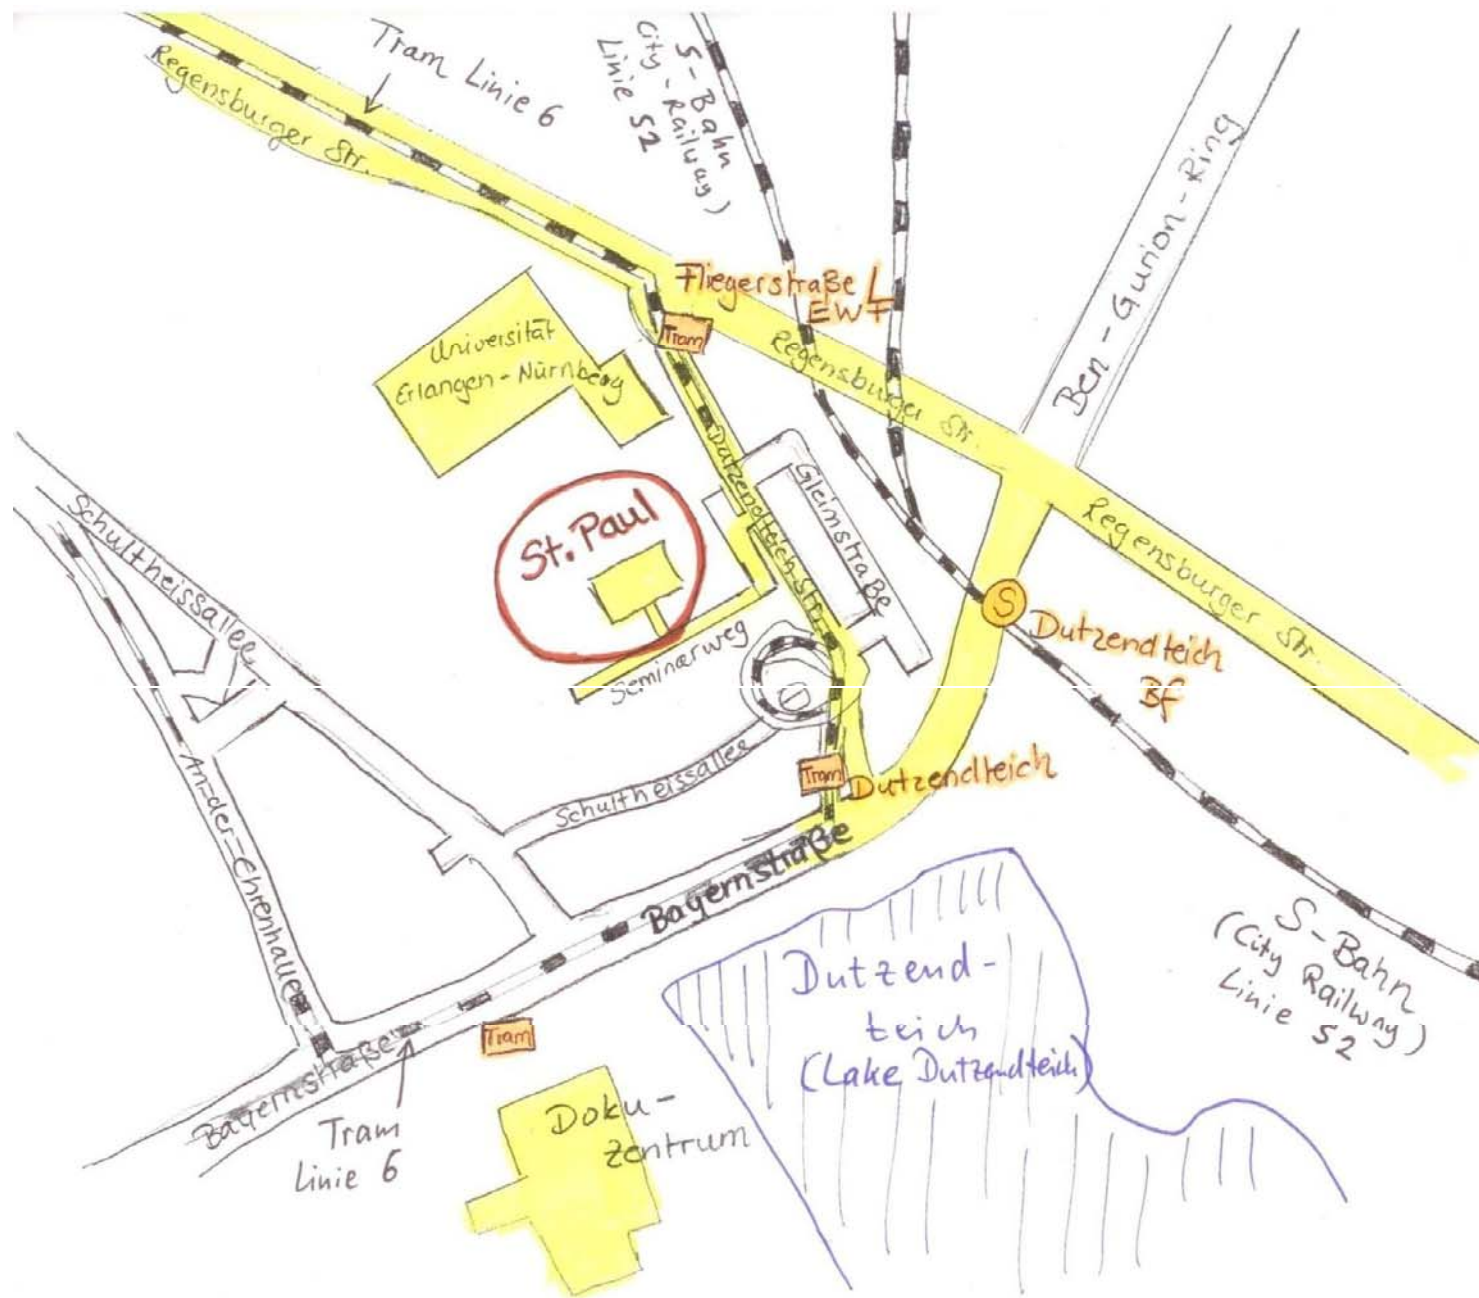 Tram Linie 6
Regensburger Str.
S-Bahn
(City-Railway)
Linie S2
Ben-Gurion-Ring
Fliegerstraße
EWF
Tram
Regensburger Str.
Universität
Erlangen-Nürnberg
Dutzendteich Str.
Gleimstraße
Regensburger Str.
St. Paul
Schultheissallee
Seminarweg
S
Dutzendteich
Bf
An-der-Ehrenhalle
Schultheissallee
Tram
Dutzendteich
Bayernstraße
S-Bahn
(City Railway)
Linie S2
Dutzend-
teich
(Lake Dutzendteich)
Tram
Bayernstraße
Tram
Linie 6
Doku-
zentrum